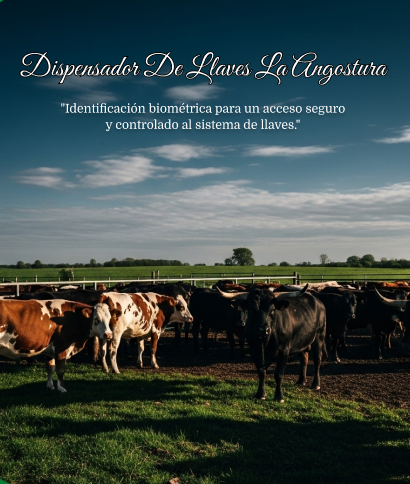 Dispensador De Llaves La Angostura
"Identificación biométrica para un acceso seguro
y controlado al sistema de llaves."